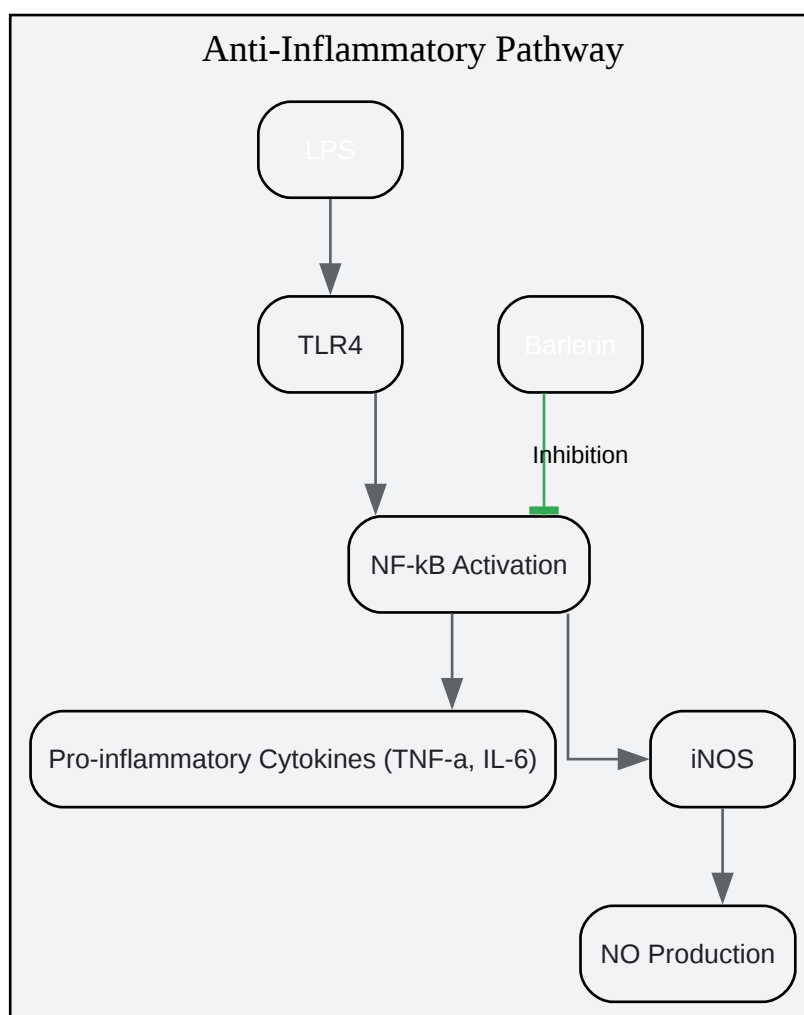 Anti-Inflammatory Pathway
LPS
TLR4
Barlerin
Inhibition
NF-kB Activation
Pro-inflammatory Cytokines (TNF-a, IL-6)
iNOS
NO Production